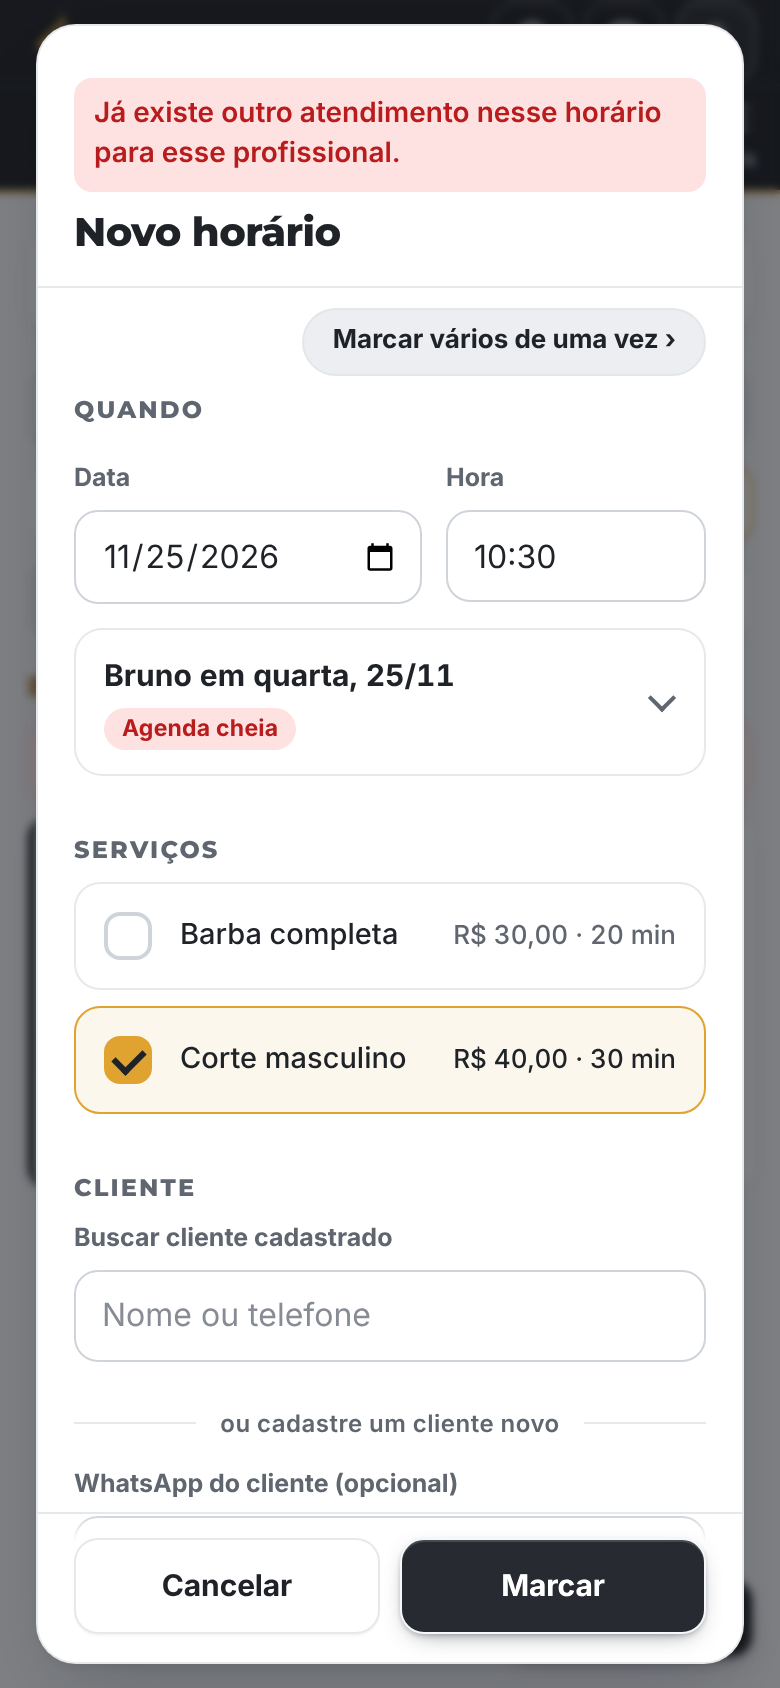 Já existe outro atendimento nesse horário
para esse profissional.
Novo horário
Marcar vários de uma vez ›
QUANDO
Data
Hora
11/25/2026
10:30
Bruno em quarta, 25/11
Agenda cheia
SERVIÇOS
Barba completa
R$ 30,00 · 20 min
Corte masculino
R$ 40,00 · 30 min
CLIENTE
Buscar cliente cadastrado
Nome ou telefone
ou cadastre um cliente novo
WhatsApp do cliente (opcional)
Cancelar
Marcar